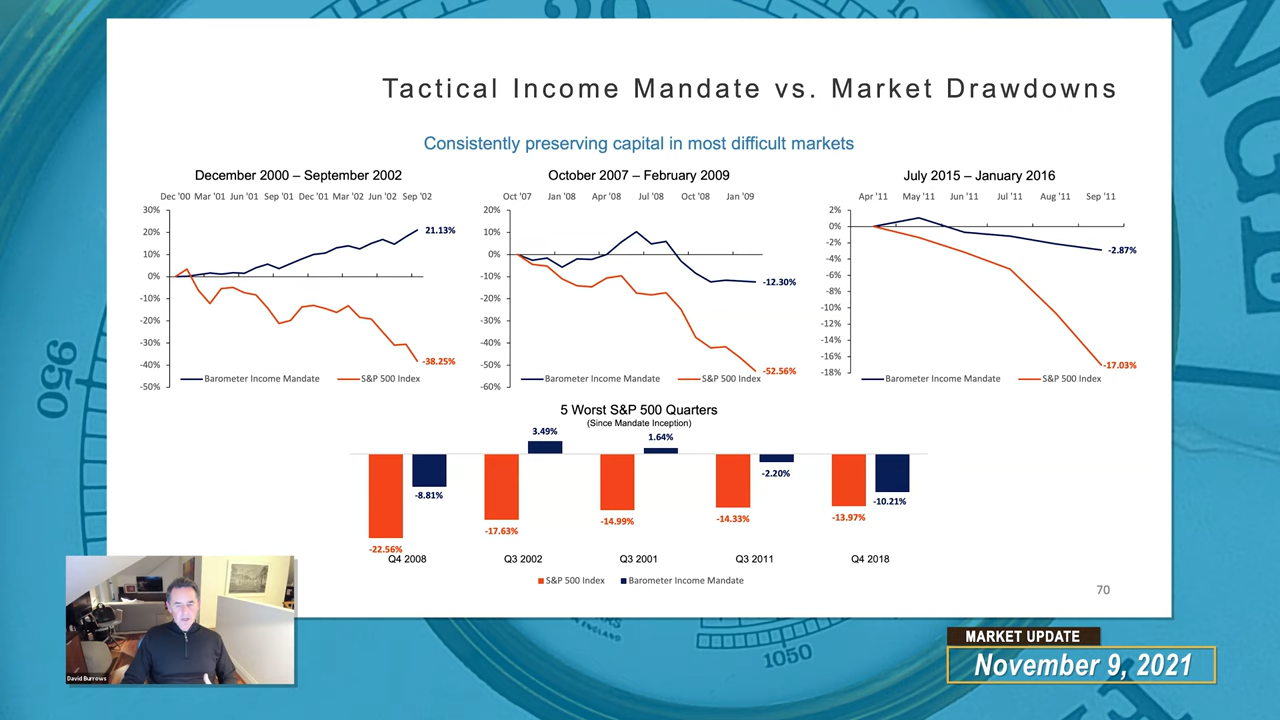 Tactical Income Mandate vs. Market Drawdowns
Consistently preserving capital in most difficult markets
December 2000 – September 2002
Dec '00 Mar '01 Jun '01 Sep '01 Dec '01 Mar '02 Jun '02 Sep '02
30%
20%
10%
0%
-10%
-20%
-30%
-40%
-50%
21.13%
-38.25%
Barometer Income Mandate
S&P 500 Index
October 2007 – February 2009
Oct '07 Jan '08 Apr '08 Jul '08 Oct '08 Jan '09
20%
10%
0%
-10%
-20%
-30%
-40%
-50%
-60%
-12.30%
-52.56%
Barometer Income Mandate
S&P 500 Index
July 2015 – January 2016
Apr '11 May '11 Jun '11 Jul '11 Aug '11 Sep '11
2%
0%
-2%
-4%
-6%
-8%
-10%
-12%
-14%
-16%
-18%
-2.87%
-17.03%
Barometer Income Mandate
S&P 500 Index
5 Worst S&P 500 Quarters
(Since Mandate Inception)
3.49%
1.64%
-2.20%
-8.81%
-10.21%
-22.56%
-17.63%
-14.99%
-14.33%
-13.97%
Q4 2008
Q3 2002
Q3 2001
Q3 2011
Q4 2018
S&P 500 Index
Barometer Income Mandate
70
David Burrows
MARKET UPDATE
November 9, 2021
950
1050